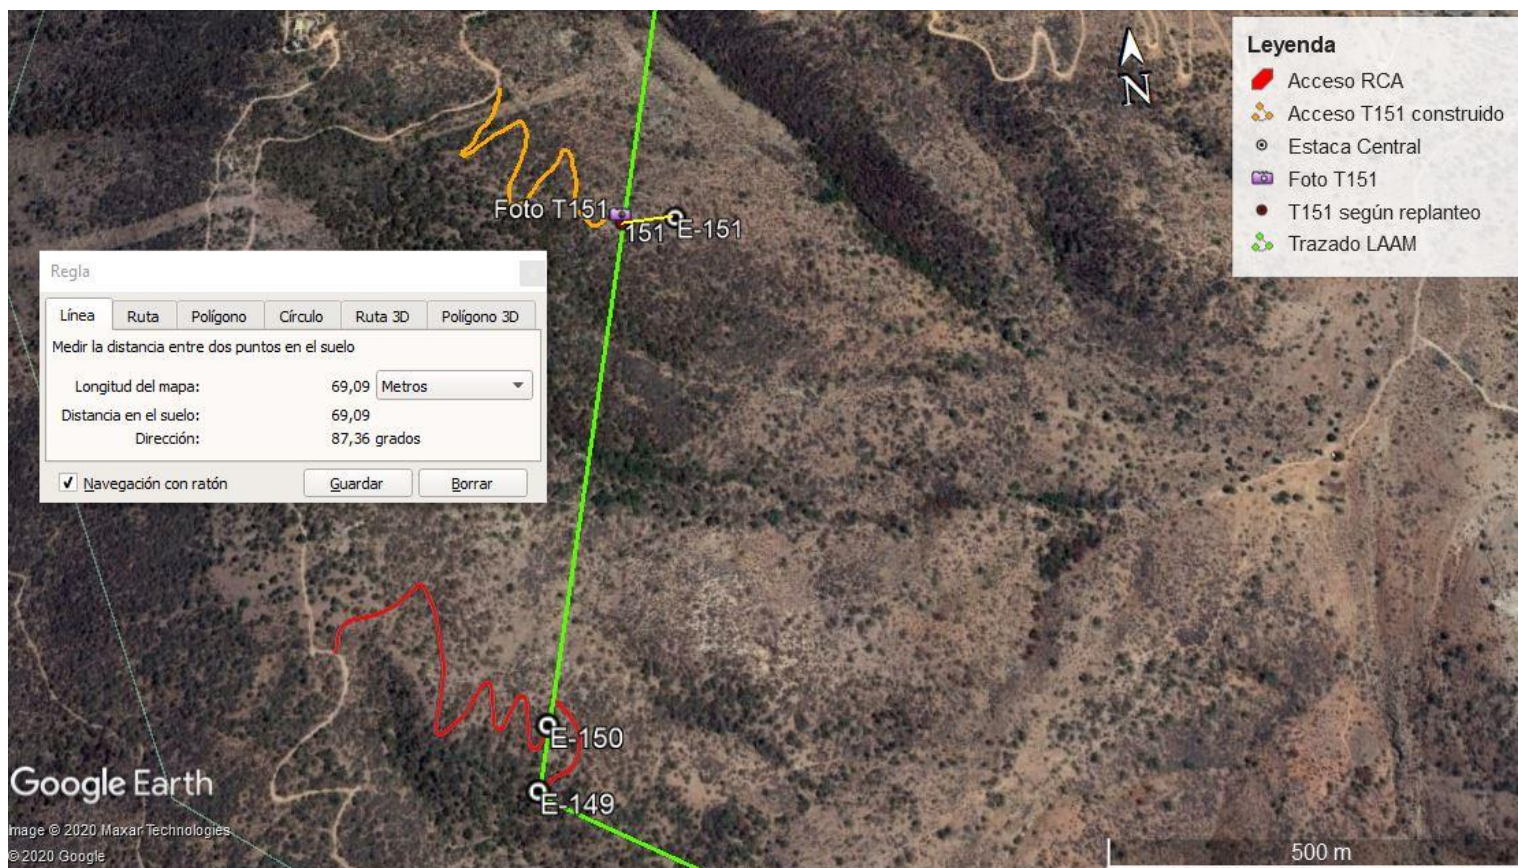 Leyenda
Acceso RCA
Acceso T151 construido
Estaca Central
Foto T151
T151 según replanteo
Trazado LAAM
N
Foto T151
151
E-151
Regla
Línea
Ruta
Polígono
Círculo
Ruta 3D
Polígono 3D
Medir la distancia entre dos puntos en el suelo
Longitud del mapa: 69,09 Metros
Distancia en el suelo: 69,09
Dirección: 87,36 grados
Navegación con ratón
Guardar
Borrar
E-150
E-149
Google Earth
Image © 2020 Maxar Technologies
© 2020 Google
500 m